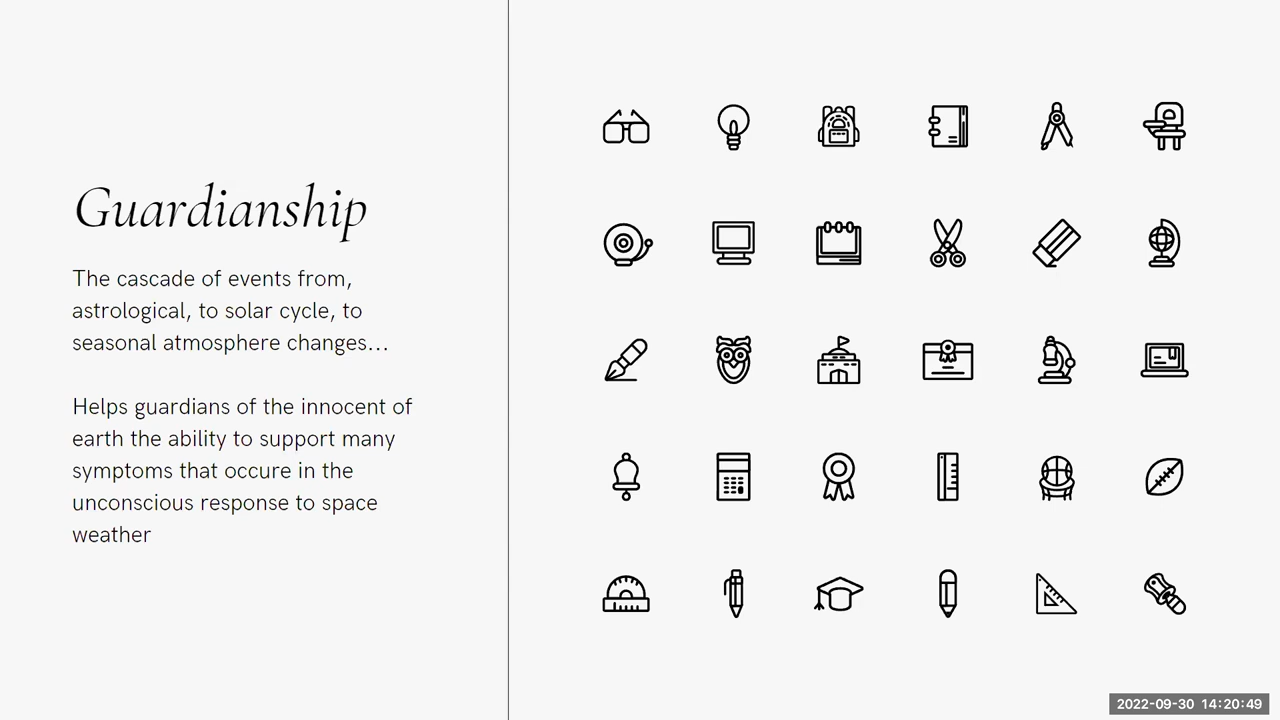 Guardianship
The cascade of events from,
astrological, to solar cycle, to
seasonal atmosphere changes...
Helps guardians of the innocent of
earth the ability to support many
symptoms that occure in the
unconscious response to space
weather
2022-09-30 14:20:49